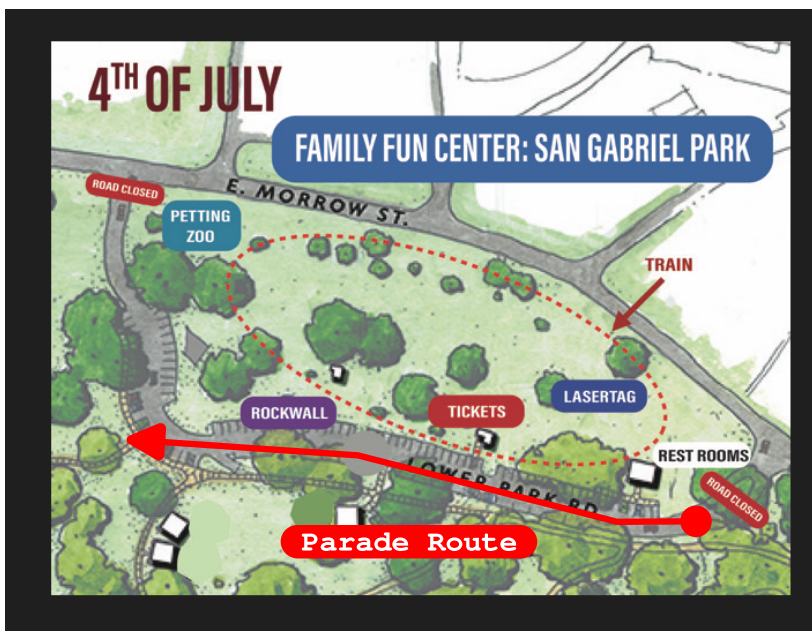 4TH OF JULY
FAMILY FUN CENTER: SAN GABRIEL PARK
ROAD CLOSED
E. MORROW ST.
PETTING
ZOO
TRAIN
ROCKWALL
TICKETS
LASERTAG
LOWER PARK RD.
REST ROOMS
ROAD CLOSED
Parade Route